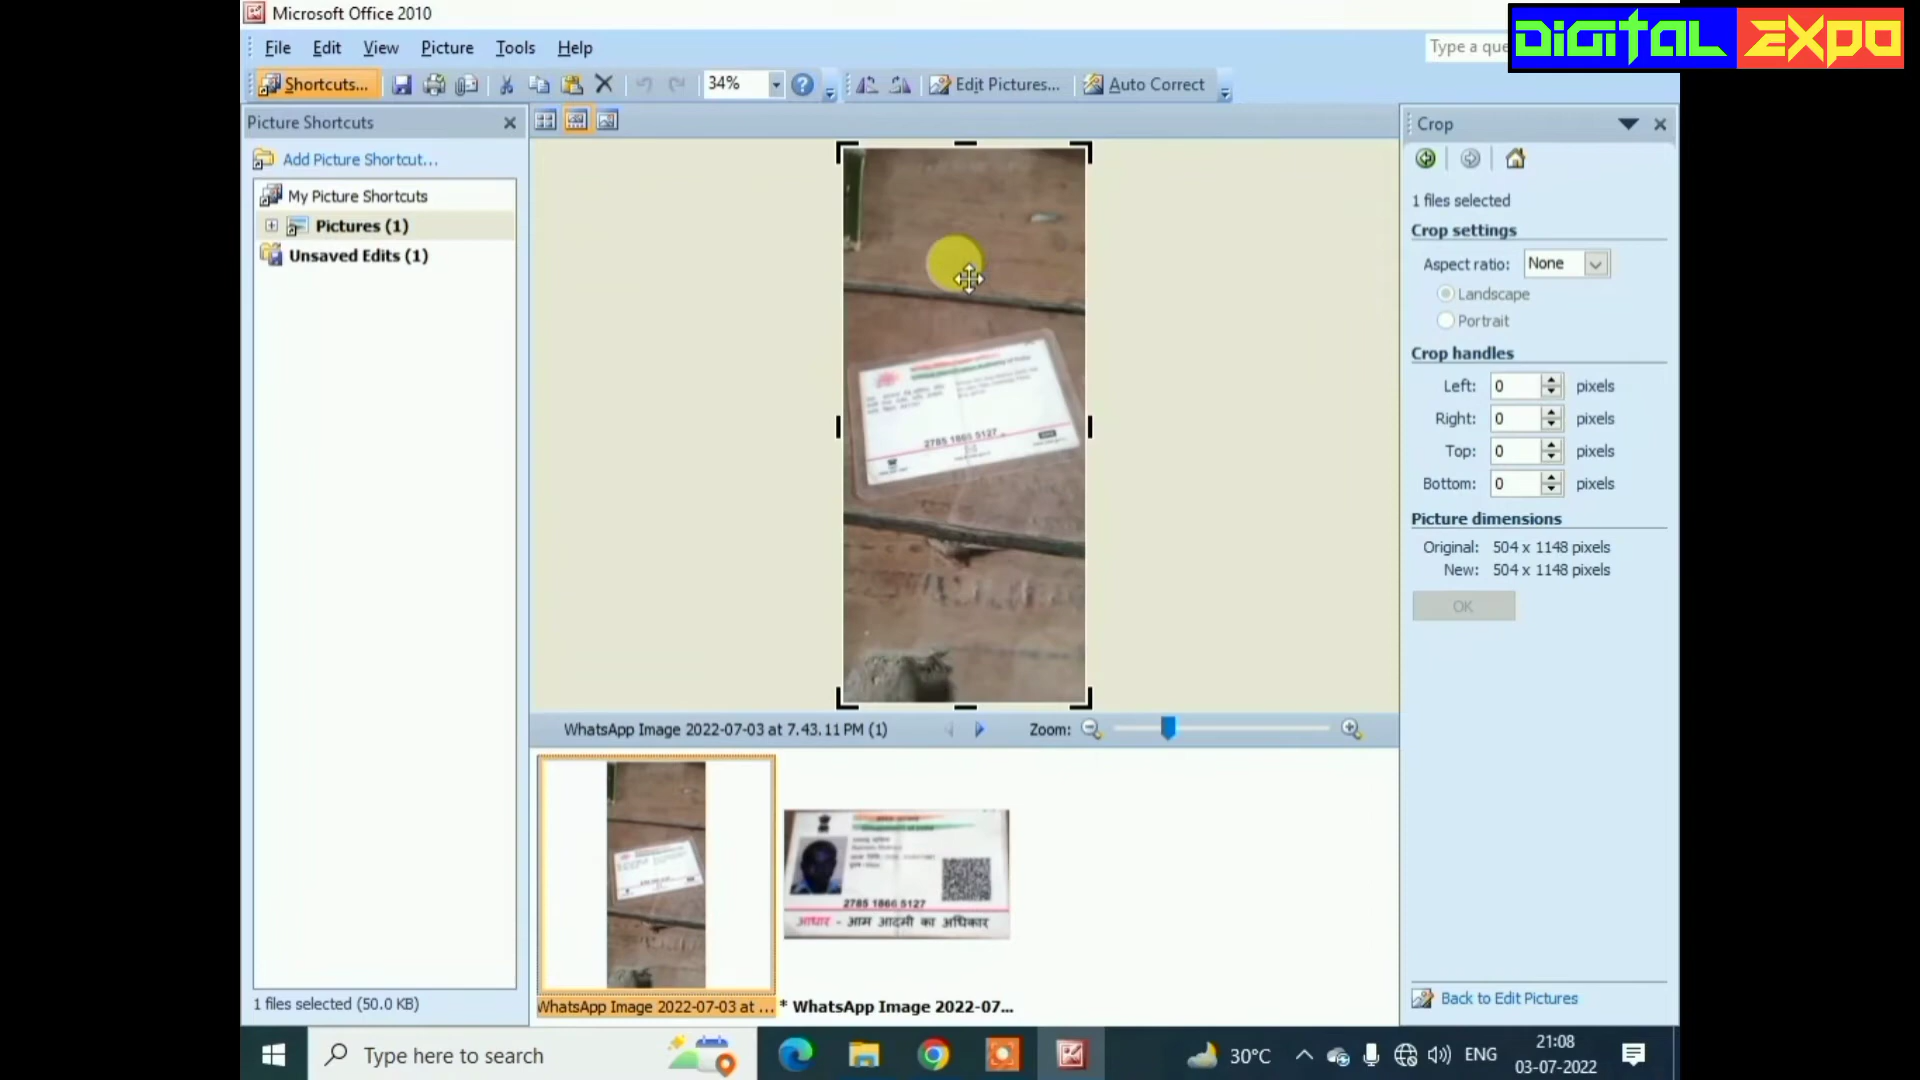 Microsoft Office 2010
DIGITAL EXPO
File Edit View Picture Tools Help
Type a que
Shortcuts... 34% Edit Pictures... Auto Correct
Picture Shortcuts
Add Picture Shortcut...
My Picture Shortcuts
Pictures (1)
Unsaved Edits (1)
1 files selected (50.0 KB)
2785 1866 5127
WhatsApp Image 2022-07-03 at 7.43.11 PM (1)
Zoom:
2785 1866 5127
आधार - आम आदमी का अधिकार
WhatsApp Image 2022-07-03 at ...
* WhatsApp Image 2022-07...
Crop
1 files selected
Crop settings
Aspect ratio: None
Landscape
Portrait
Crop handles
Left: 0 pixels
Right: 0 pixels
Top: 0 pixels
Bottom: 0 pixels
Picture dimensions
Original: 504 x 1148 pixels
New: 504 x 1148 pixels
OK
Back to Edit Pictures
Type here to search
30°C
ENG
21:08
03-07-2022